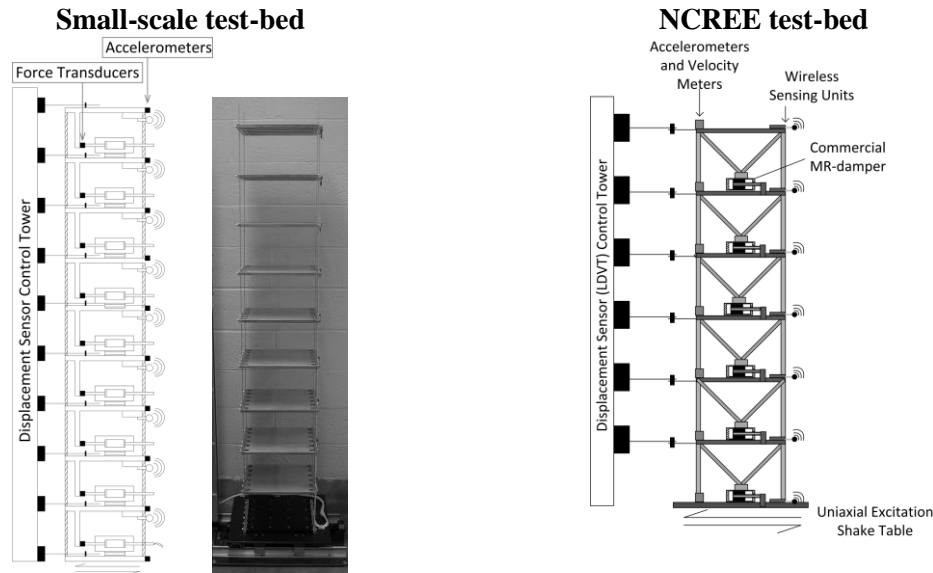 Small-scale test-bed
Accelerometers
Force Transducers
Displacement Sensor Control Tower
NCREE test-bed
Accelerometers
and Velocity
Meters
Wireless
Sensing Units
Commercial
MR-damper
Displacement Sensor (LDVT) Control Tower
Uniaxial Excitation
Shake Table